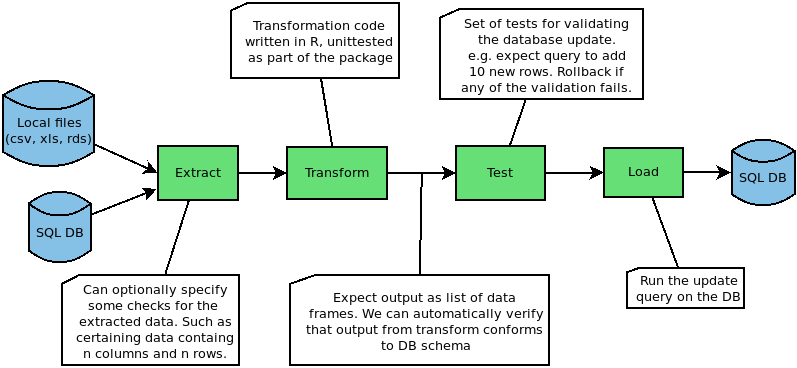 Transformation code
written in R, unittested
as part of the package
Set of tests for validating
the database update.
e.g. expect query to add
10 new rows. Rollback if
any of the validation fails.
Local files
(csv, xls, rds)
SQL DB
Extract
Transform
Test
Load
SQL DB
Can optionally specify
some checks for the
extracted data. Such as
certaining data containg
n columns and n rows.
Expect output as list of data
frames. We can automatically verify
that output from transform conforms
to DB schema
Run the update
query on the DB